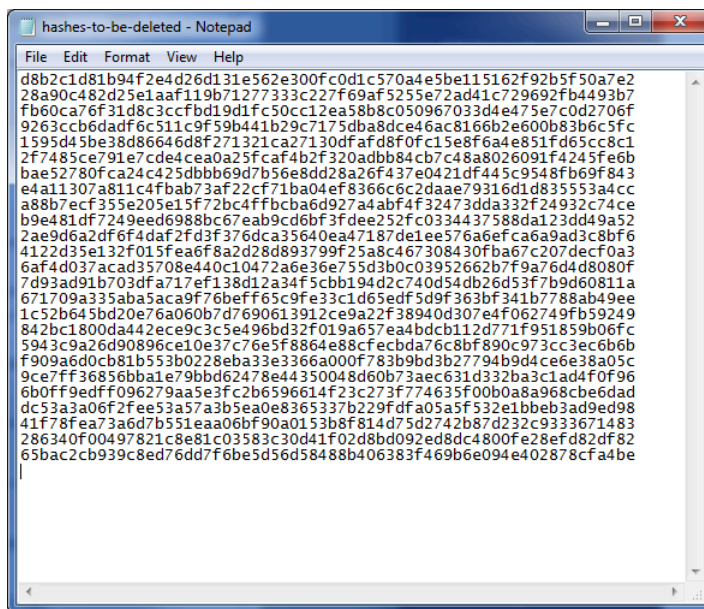 hashes-to-be-deleted - Notepad
File Edit Format View Help
d8b2c1d81b94f2e4d26d131e562e300fc0d1c570a4e5be115162f92b5f50a7e2
28a90c482d25e1aaf119b71277333c227f69af5255e72ad41c729692fb4493b7
fb60ca76f31d8c3ccfbd19d1fc50cc12ea58b8c050967033d4e475e7c0d2706f
9263ccb6dadf6c511c9f59b441b29c7175dba8dce46ac8166b2e600b83b6c5fc
1595d45be38d86646d8f271321ca27130dfafd8f0fc15e8f6a4e851fd65cc8c1
2f7485ce791e7cde4cea0a25fcaf4b2f320adbb84cb7c48a8026091f4245fe6b
bae52780fca24c425dbbb69d7b56e8dd28a26f437e0421df445c9548fb69f843
e4a11307a811c4fbab73af22cf71ba04ef8366c6c2daae79316d1d835553a4cc
a88b7ecf355e205e15f72bc4ffbcba6d927a4abf4f32473dda332f24932c74ce
b9e481df7249eed6988bc67eab9cd6bf3fdee252fc0334437588da123dd49a52
2ae9d6a2df6f4daf2fd3f376dca35640ea47187de1ee576a6efca6a9ad3c8bf6
4122d35e132f015fea6f8a2d28d893799f25a8c467308430fba67c207decf0a3
6af4d037acad35708e440c10472a6e36e755d3b0c03952662b7f9a76d4d8080f
7d93ad91b703dfa717ef138d12a34f5cbb194d2c740d54db26d53f7b9d60811a
671709a335aba5aca9f76beff65c9fe33c1d65edf5d9f363bf341b7788ab49ee
1c52b645bd20e76a060b7d7690613912ce9a22f38940d307e4f062749fb59249
842bc1800da442ece9c3c5e496bd32f019a657ea4bdcb112d771f951859b06fc
5943c9a26d90896ce10e37c76e5f8864e88cfecbda76c8bf890c973cc3ec6b6b
f909a6d0cb81b553b0228eba33e3366a000f783b9bd3b27794b9d4ce6e38a05c
9ce7ff36856bba1e79bbd62478e44350048d60b73aec631d332ba3c1ad4f0f96
6b0ff9edff096279aa5e3fc2b6596614f23c273f774635f00b0a8a968cbe6dad
dc53a3a06f2fee53a57a3b5ea0e8365337b229fdfa05a5f532e1bbeb3ad9ed98
41f78fea73a6d7b551eaa06bf90a0153b8f814d75d2742b87d232c9333671483
286340f00497821c8e81c03583c30d41f02d8bd092ed8dc4800fe28efd82df82
65bac2cb939c8ed76dd7f6be5d56d58488b406383f469b6e094e402878cfa4be